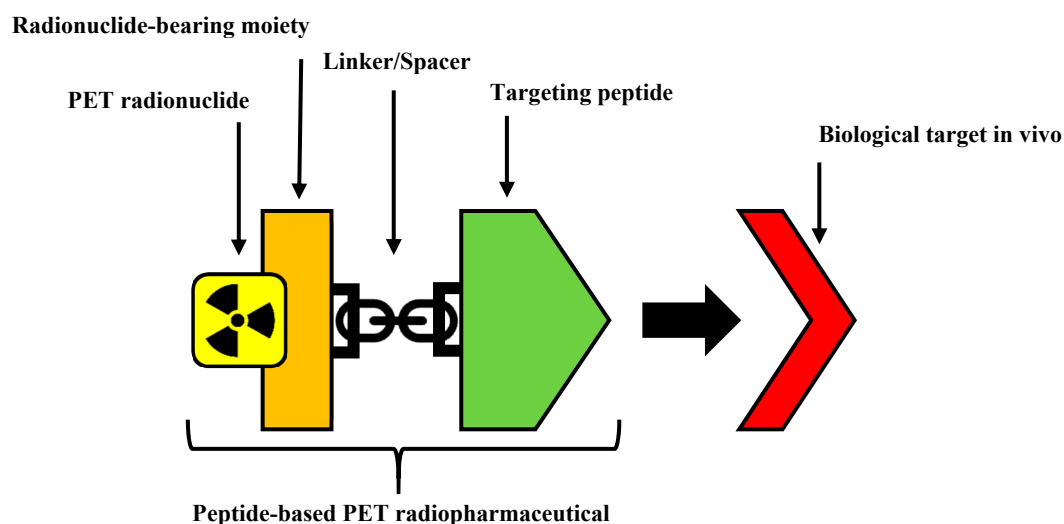 Radionuclide-bearing moiety
Linker/Spacer
PET radionuclide
Targeting peptide
Biological target in vivo
Peptide-based PET radiopharmaceutical